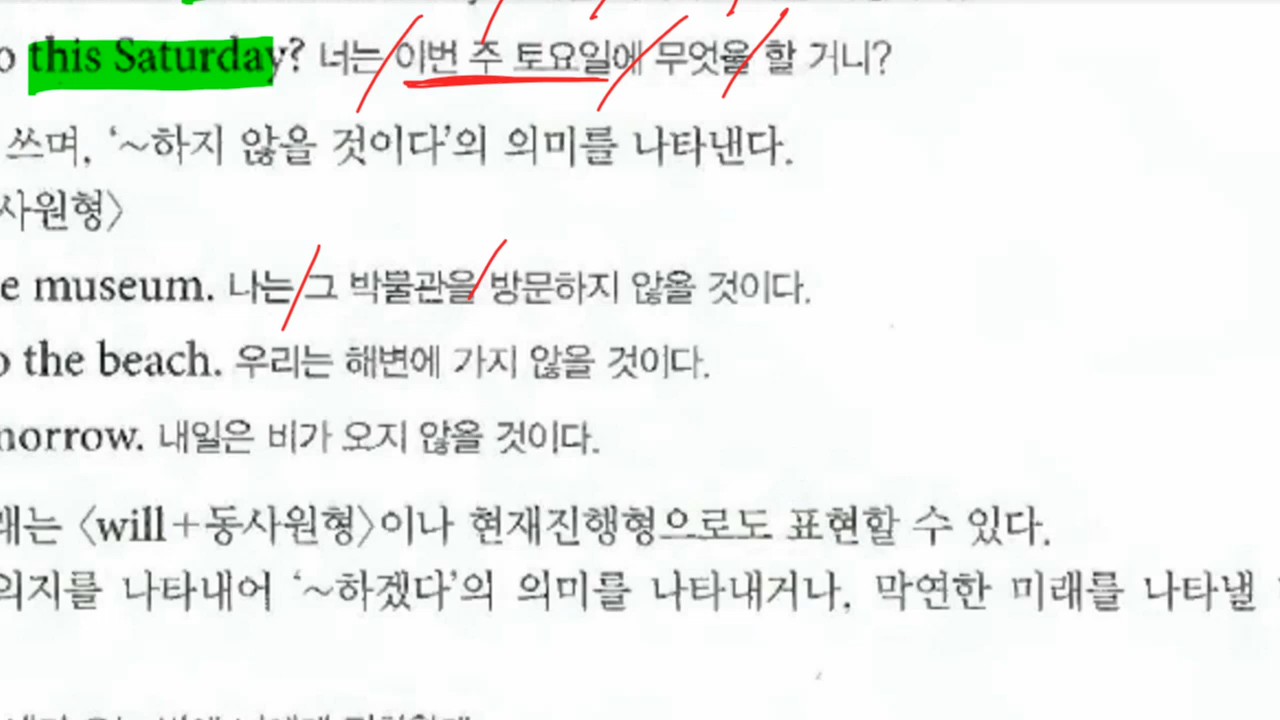 o this Saturday? 너는 이번 주 토요일에 무엇을 할 거니?
쓰며, ‘~하지 않을 것이다’의 의미를 나타낸다.
사원형〉
e museum. 나는 그 박물관을 방문하지 않을 것이다.
o the beach. 우리는 해변에 가지 않을 것이다.
morrow. 내일은 비가 오지 않을 것이다.
래는 〈will+동사원형〉이나 현재진행형으로도 표현할 수 있다.
의지를 나타내어 ‘~하겠다’의 의미를 나타내거나, 막연한 미래를 나타낼